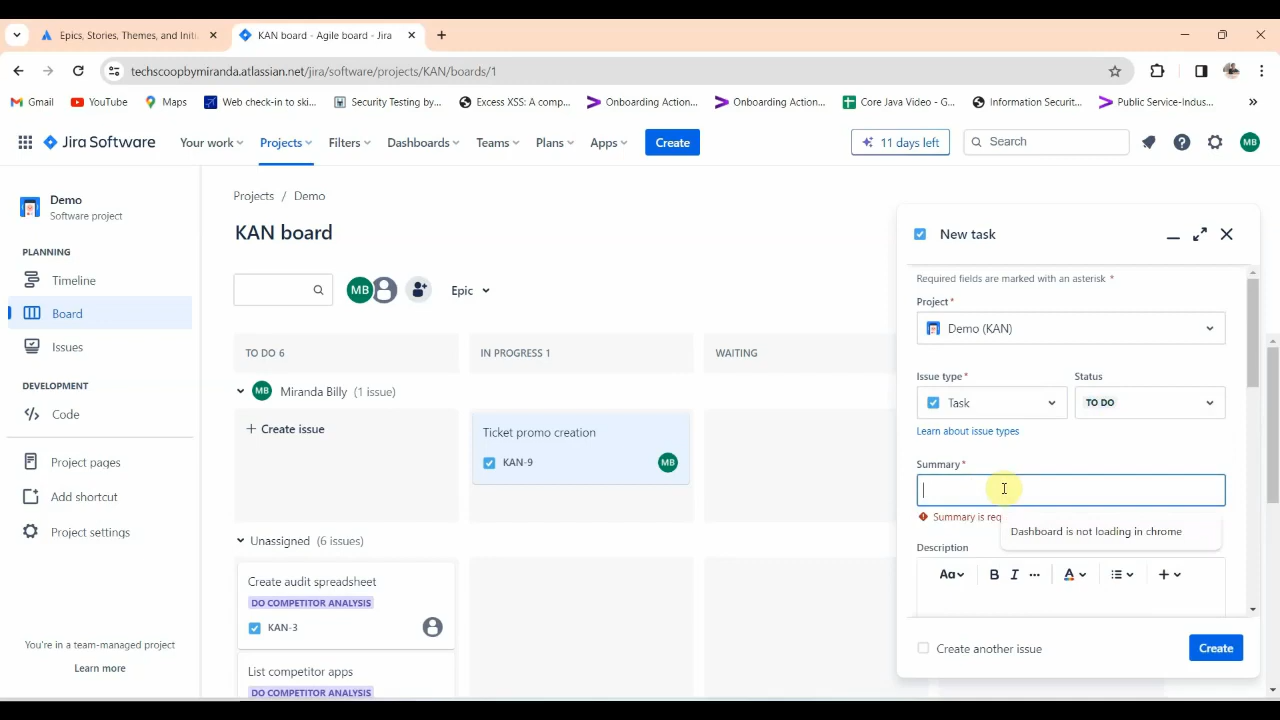 Epics, Stories, Themes, and Initi
KAN board - Agile board - Jira
techscoopbymiranda.atlassian.net/jira/software/projects/KAN/boards/1
Gmail YouTube Maps Web check-in to ski... Security Testing by... Excess CSS: A comp... Onboarding Action... Onboarding Action... Core Java Video - G... Information Securit... Public Service-Indus... »
Jira Software Your work Projects Filters Dashboards Teams Plans Apps Create 11 days left Search MB
Demo
Software project
PLANNING
Timeline
Board
Issues
DEVELOPMENT
Code
Project pages
Add shortcut
Project settings
You're in a team-managed project
Learn more
Projects / Demo
KAN board
MB Epic
TO DO 6 IN PROGRESS 1 WAITING
MB Miranda Billy (1 issue)
+ Create issue
Ticket promo creation
KAN-9 MB
Unassigned (6 issues)
Create audit spreadsheet
DO COMPETITOR ANALYSIS
KAN-3
List competitor apps
DO COMPETITOR ANALYSIS
New task
Required fields are marked with an asterisk *
Project*
Demo (KAN)
Issue type* Status
Task TO DO
Learn about issue types
Summary*
Summary is req
Dashboard is not loading in chrome
Description
Aa B I ... A +
Create another issue Create